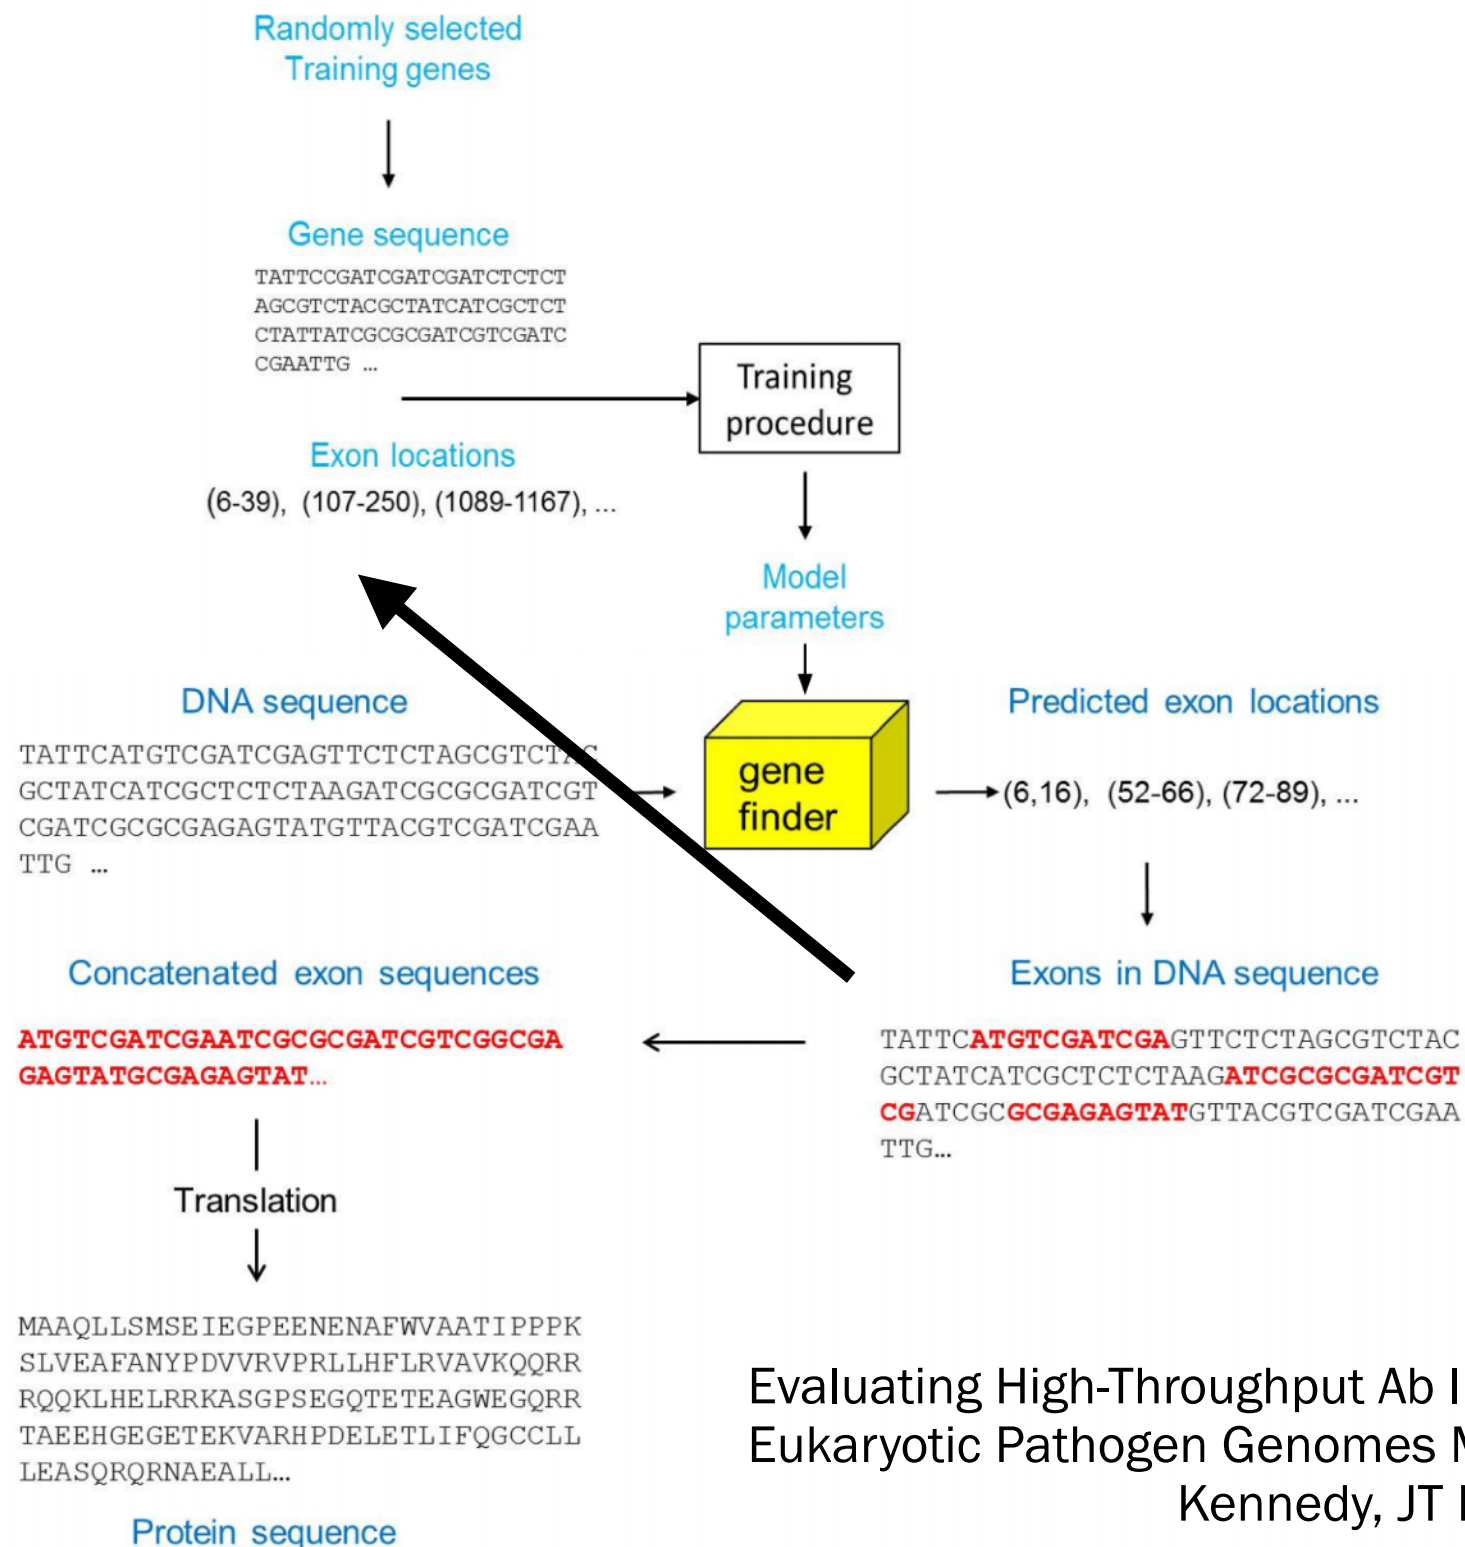 Randomly selected
Training genes
Gene sequence
TATTCCGATCGATCGATCTCTCT
AGCGTCTACGCTATCATCGCTCT
CTATTATCGCGCGATCGTCGATC
CGAATTG ...
Training
procedure
Exon locations
(6-39), (107-250), (1089-1167), ...
Model
parameters
DNA sequence
TATTCATGTCGATCGAGTTCTCTAGCGTCTAC
GCTATCATCGCTCTCTAAGATCGCGCGATCGT
CGATCGCGCGAGAGTATGTTACGTCGATCGAA
TTG ...
gene
finder
Predicted exon locations
(6,16), (52-66), (72-89), ...
Exons in DNA sequence
TATTCATGTCGATCGAGTTCTCTAGCGTCTAC
GCTATCATCGCTCTCTAAGATCGCGCGATCGT
CGATCGCGCGAGAGTATGTTACGTCGATCGAA
TTG...
Concatenated exon sequences
ATGTCGATCGAATCGCGCGATCGTCGGCGA
GAGTATGCGAGAGTAT...
Translation
MAAQLLSMSEIEGPEENENAFWVAATIPPPK
SLVEAFANYPDVVRVPRLLHFLRVAVKQQRR
RQQKLHELRRKASGPSEGQTETEAGWEGQRR
TAEEHGEGETEKVARHPDELETLIFQGCCLL
LEASQRQRNAEALL...
Protein sequence
Evaluating High-Throughput Ab I
Eukaryotic Pathogen Genomes
Kennedy, JT